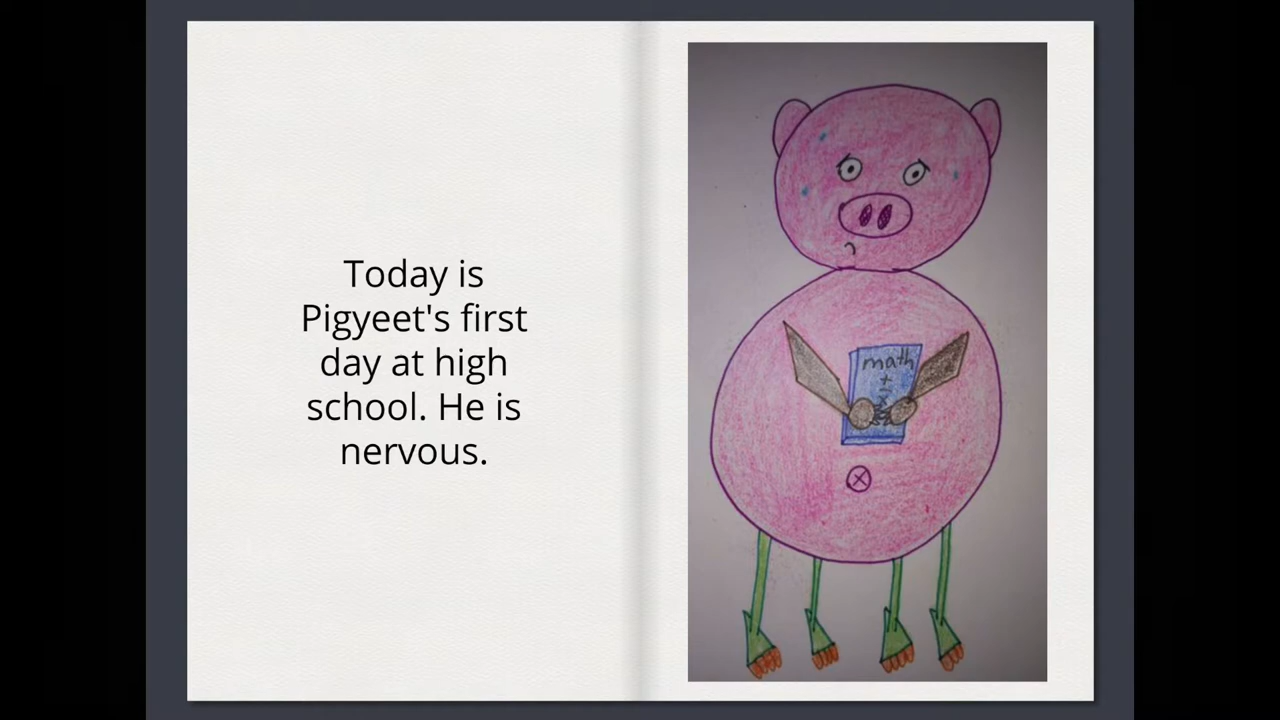 Today is
Pigyeet's first
day at high
school. He is
nervous.
math
+